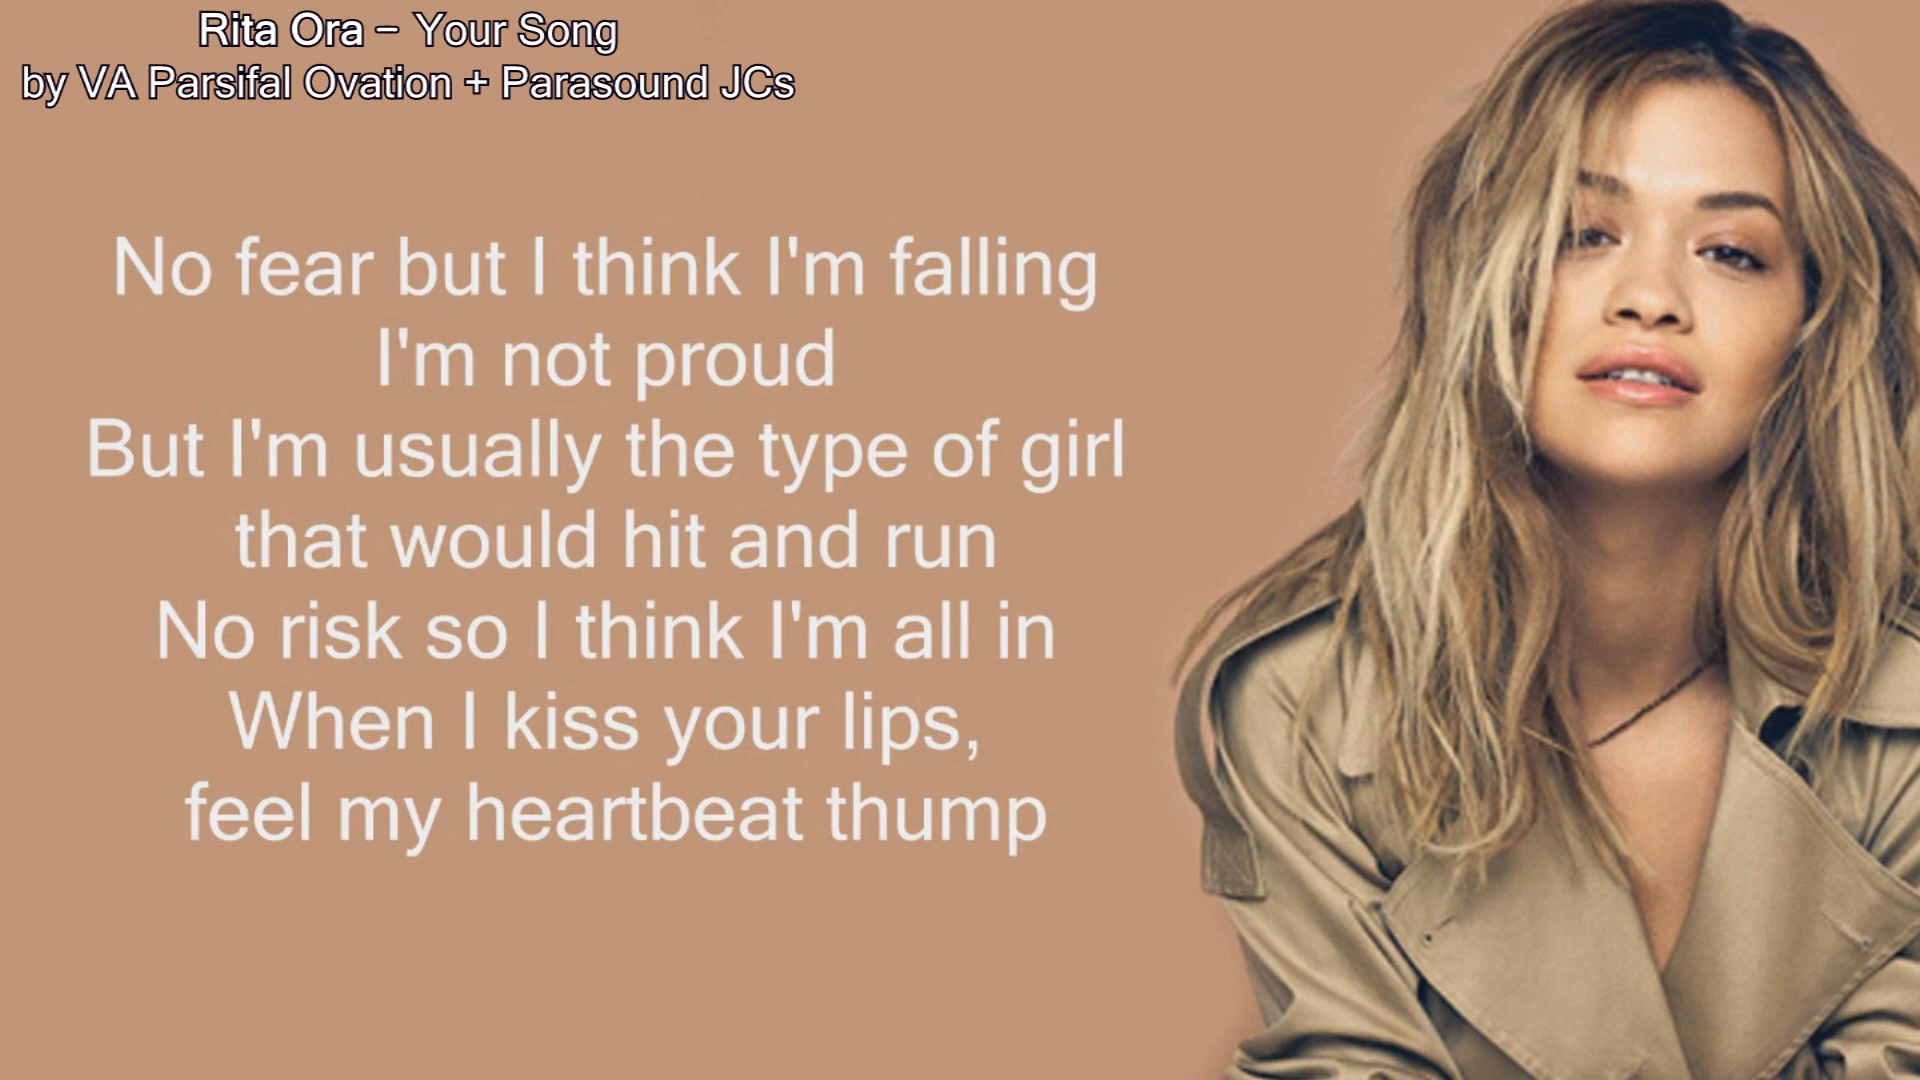 Rita Ora – Your Song
by VA Parsifal Ovation + Parasound JCs
No fear but I think I'm falling
I'm not proud
But I'm usually the type of girl
that would hit and run
No risk so I think I'm all in
When I kiss your lips,
feel my heartbeat thump